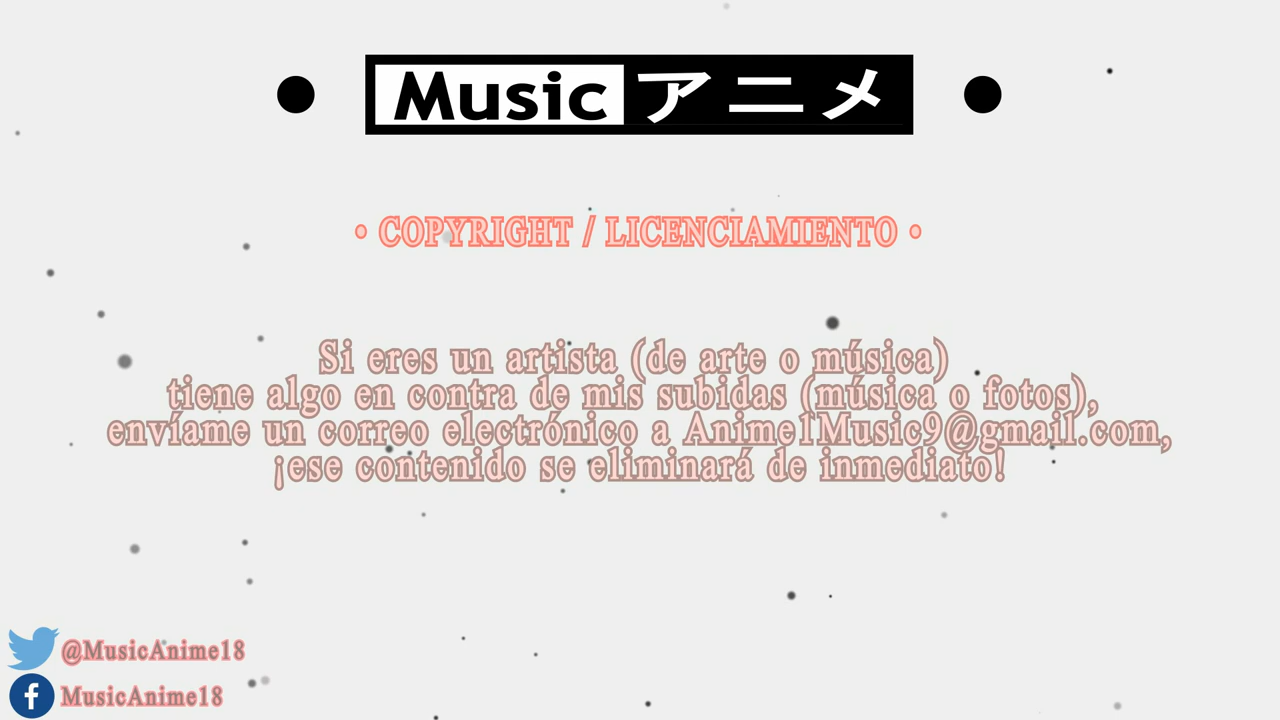 • Music アニメ •
• COPYRIGHT / LICENCIAMIENTO •
Si eres un artista (de arte o música)
tiene algo en contra de mis subidas (música o fotos),
envíame un correo electrónico a Anime1Music9@gmail.com,
¡ese contenido se eliminará de inmediato!
@MusicAnime18
MusicAnime18